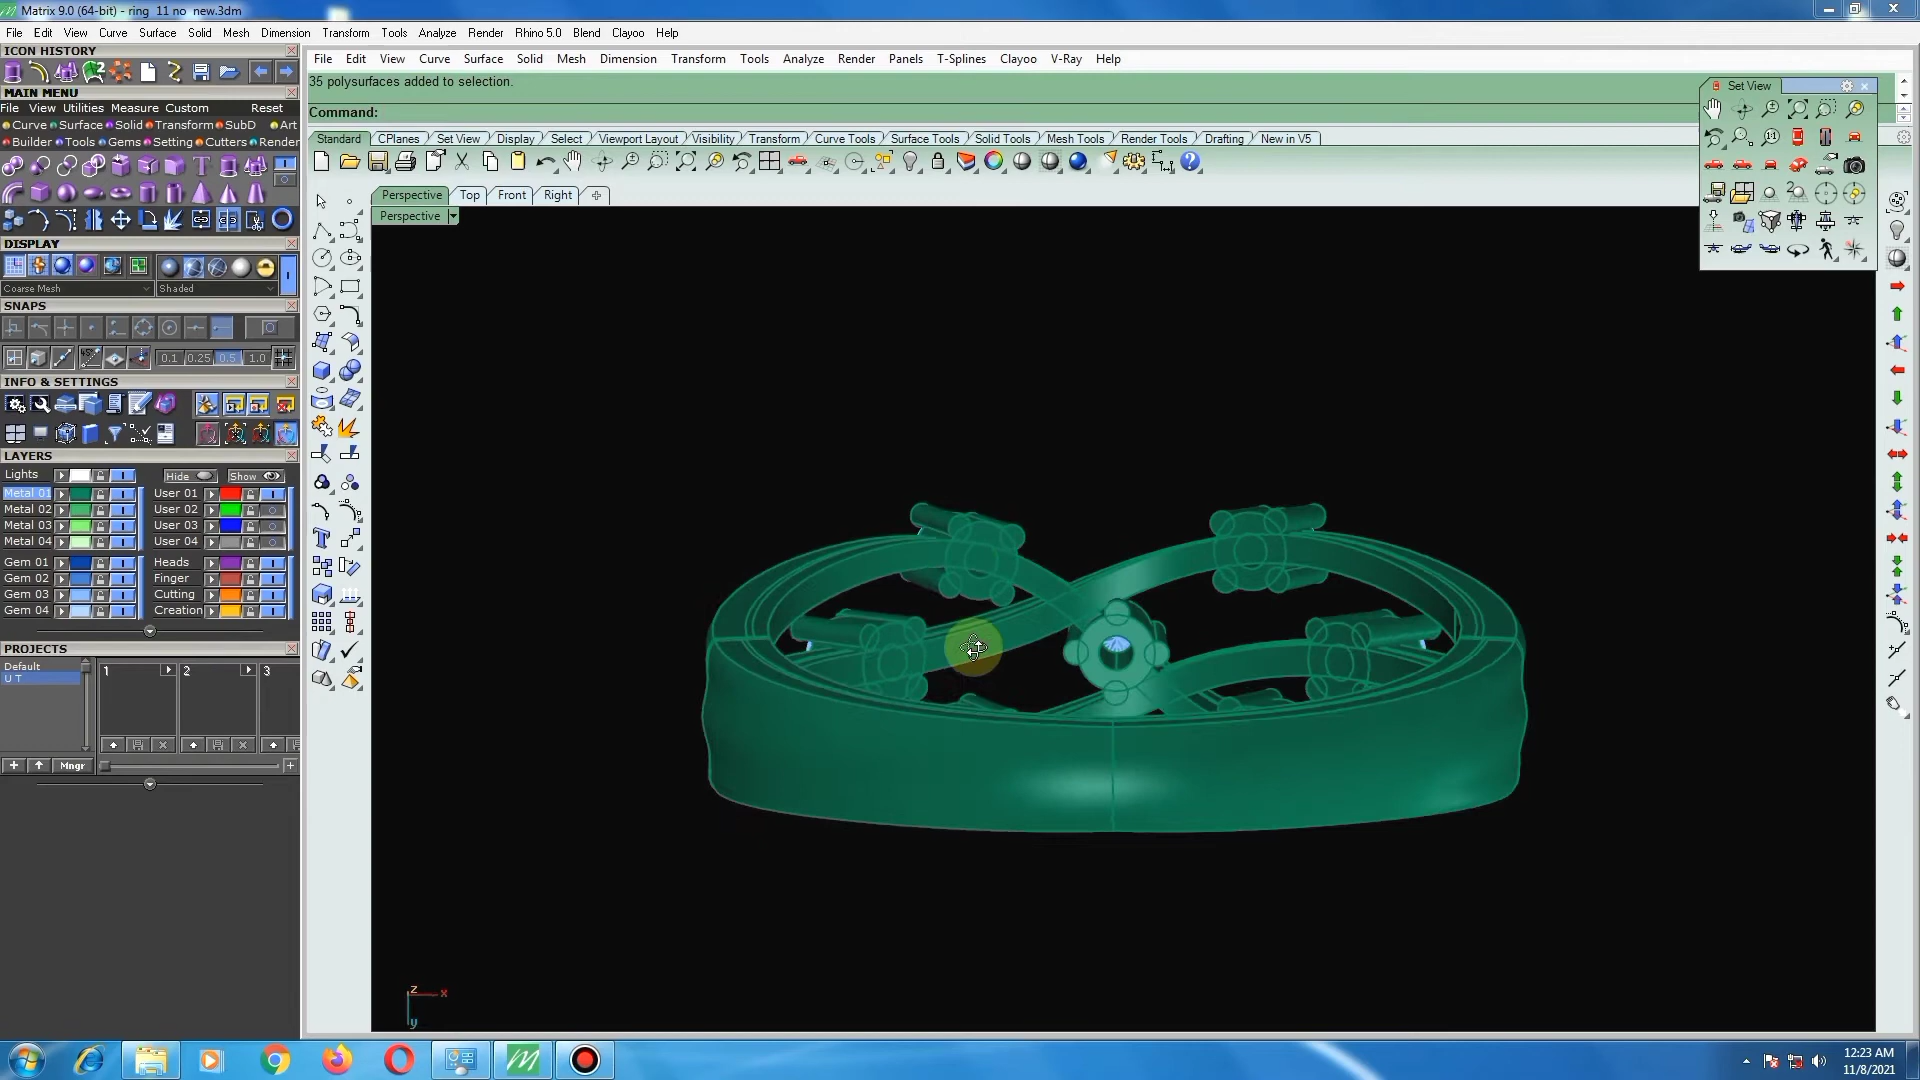 Matrix 9.0 (64-bit) - ring  11 no  new.3dm
File Edit View Curve Surface Solid Mesh Dimension Transform Tools Analyze Render Rhino 5.0 Blend Clayoo Help
ICON HISTORY
MAIN MENU
File View Utilities Measure Custom Reset
Curve Surface Solid Transform SubD Art
Builder Tools Gems Setting Cutters Render
DISPLAY
Coarse Mesh Shaded
SNAPS
0.1 0.25 0.5 1.0
INFO & SETTINGS
LAYERS
Lights Hide Show
Metal 01 User 01
Metal 02 User 02
Metal 03 User 03
Metal 04 User 04
Gem 01 Heads
Gem 02 Finger
Gem 03 Cutting
Gem 04 Creation
PROJECTS
Default 1 2 3
U T
Mngr
File Edit View Curve Surface Solid Mesh Dimension Transform Tools Analyze Render Panels T-Splines Clayoo V-Ray Help
35 polysurfaces added to selection.
Command:
Standard CPlanes Set View Display Select Viewport Layout Visibility Transform Curve Tools Surface Tools Solid Tools Mesh Tools Render Tools Drafting New in V5
Perspective Top Front Right
Perspective
Set View
z x
y
12:23 AM
11/8/2021